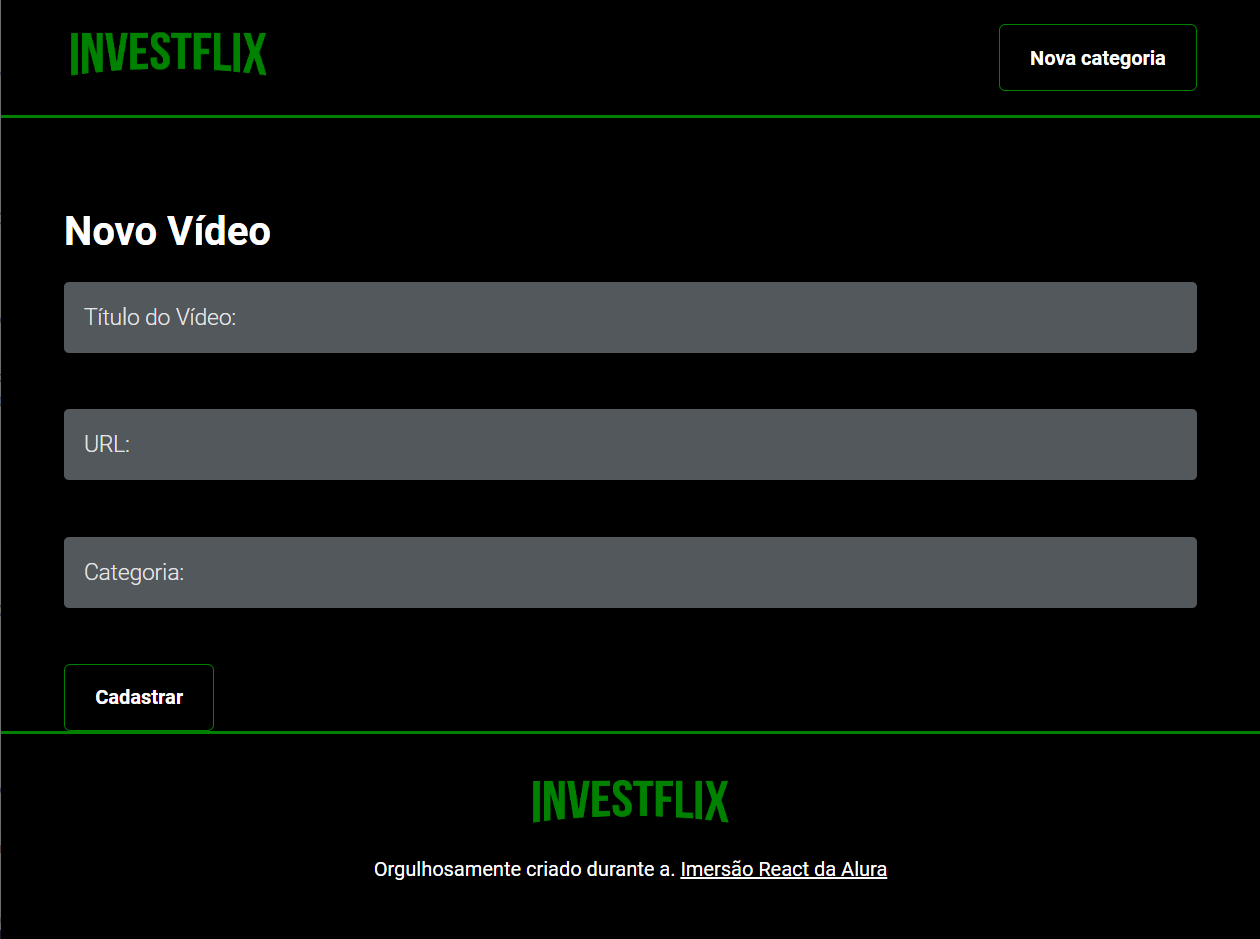 INVESTFLIX
Nova categoria
Novo Vídeo
Título do Vídeo:
URL:
Categoria:
Cadastrar
INVESTFLIX
Orgulhosamente criado durante a. Imersão React da Alura